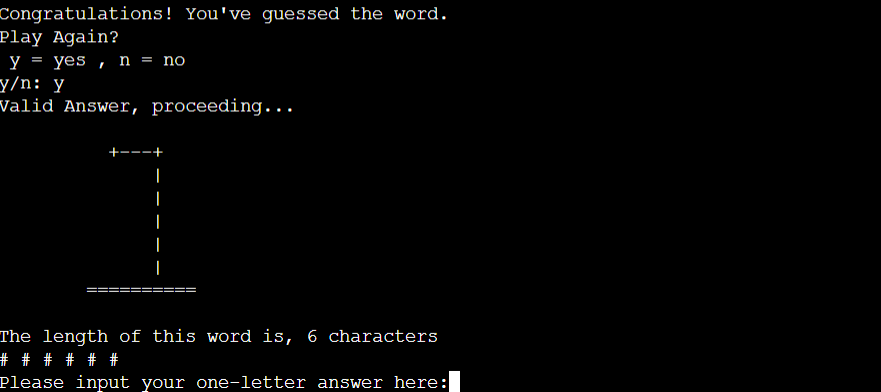 Congratulations! You've guessed the word.
Play Again?
 y = yes , n = no
y/n: y
Valid Answer, proceeding...
          +---+
              |
              |
              |
              |
              |
        ==========
The length of this word is, 6 characters
# # # # # #
Please input your one-letter answer here: